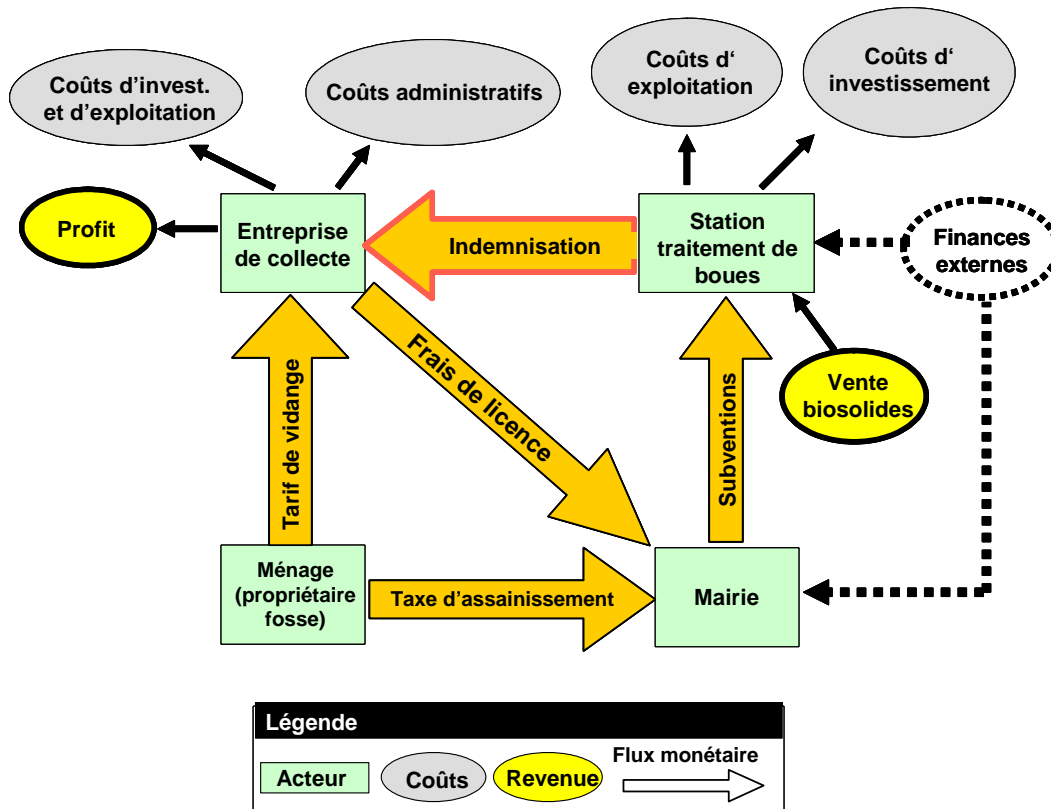 Coûts d'invest.
et d'exploitation
Coûts administratifs
Coûts d‘
exploitation
Coûts d‘
investissement
Profit
Entreprise
de collecte
Indemnisation
Station
traitement de
boues
Finances
externes
Tarif de vidange
Frais de licence
Subventions
Vente
biosolides
Ménage
(propriétaire
fosse)
Taxe d'assainissement
Mairie
Légende
Acteur
Coûts
Revenue
Flux monétaire